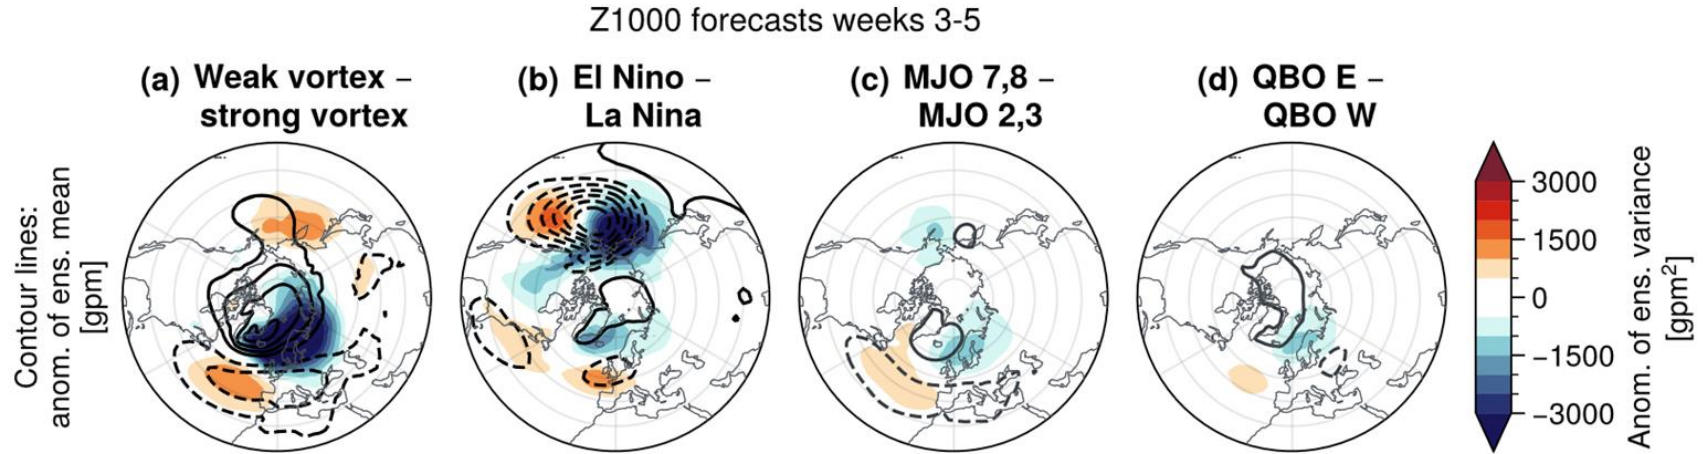 Z1000 forecasts weeks 3-5
(a) Weak vortex –
strong vortex
(b) El Nino –
La Nina
(c) MJO 7,8 –
MJO 2,3
(d) QBO E –
QBO W
Contour lines:
anom. of ens. mean
[gpm]
3000
1500
0
−1500
−3000
Anom. of ens. variance
[gpm²]